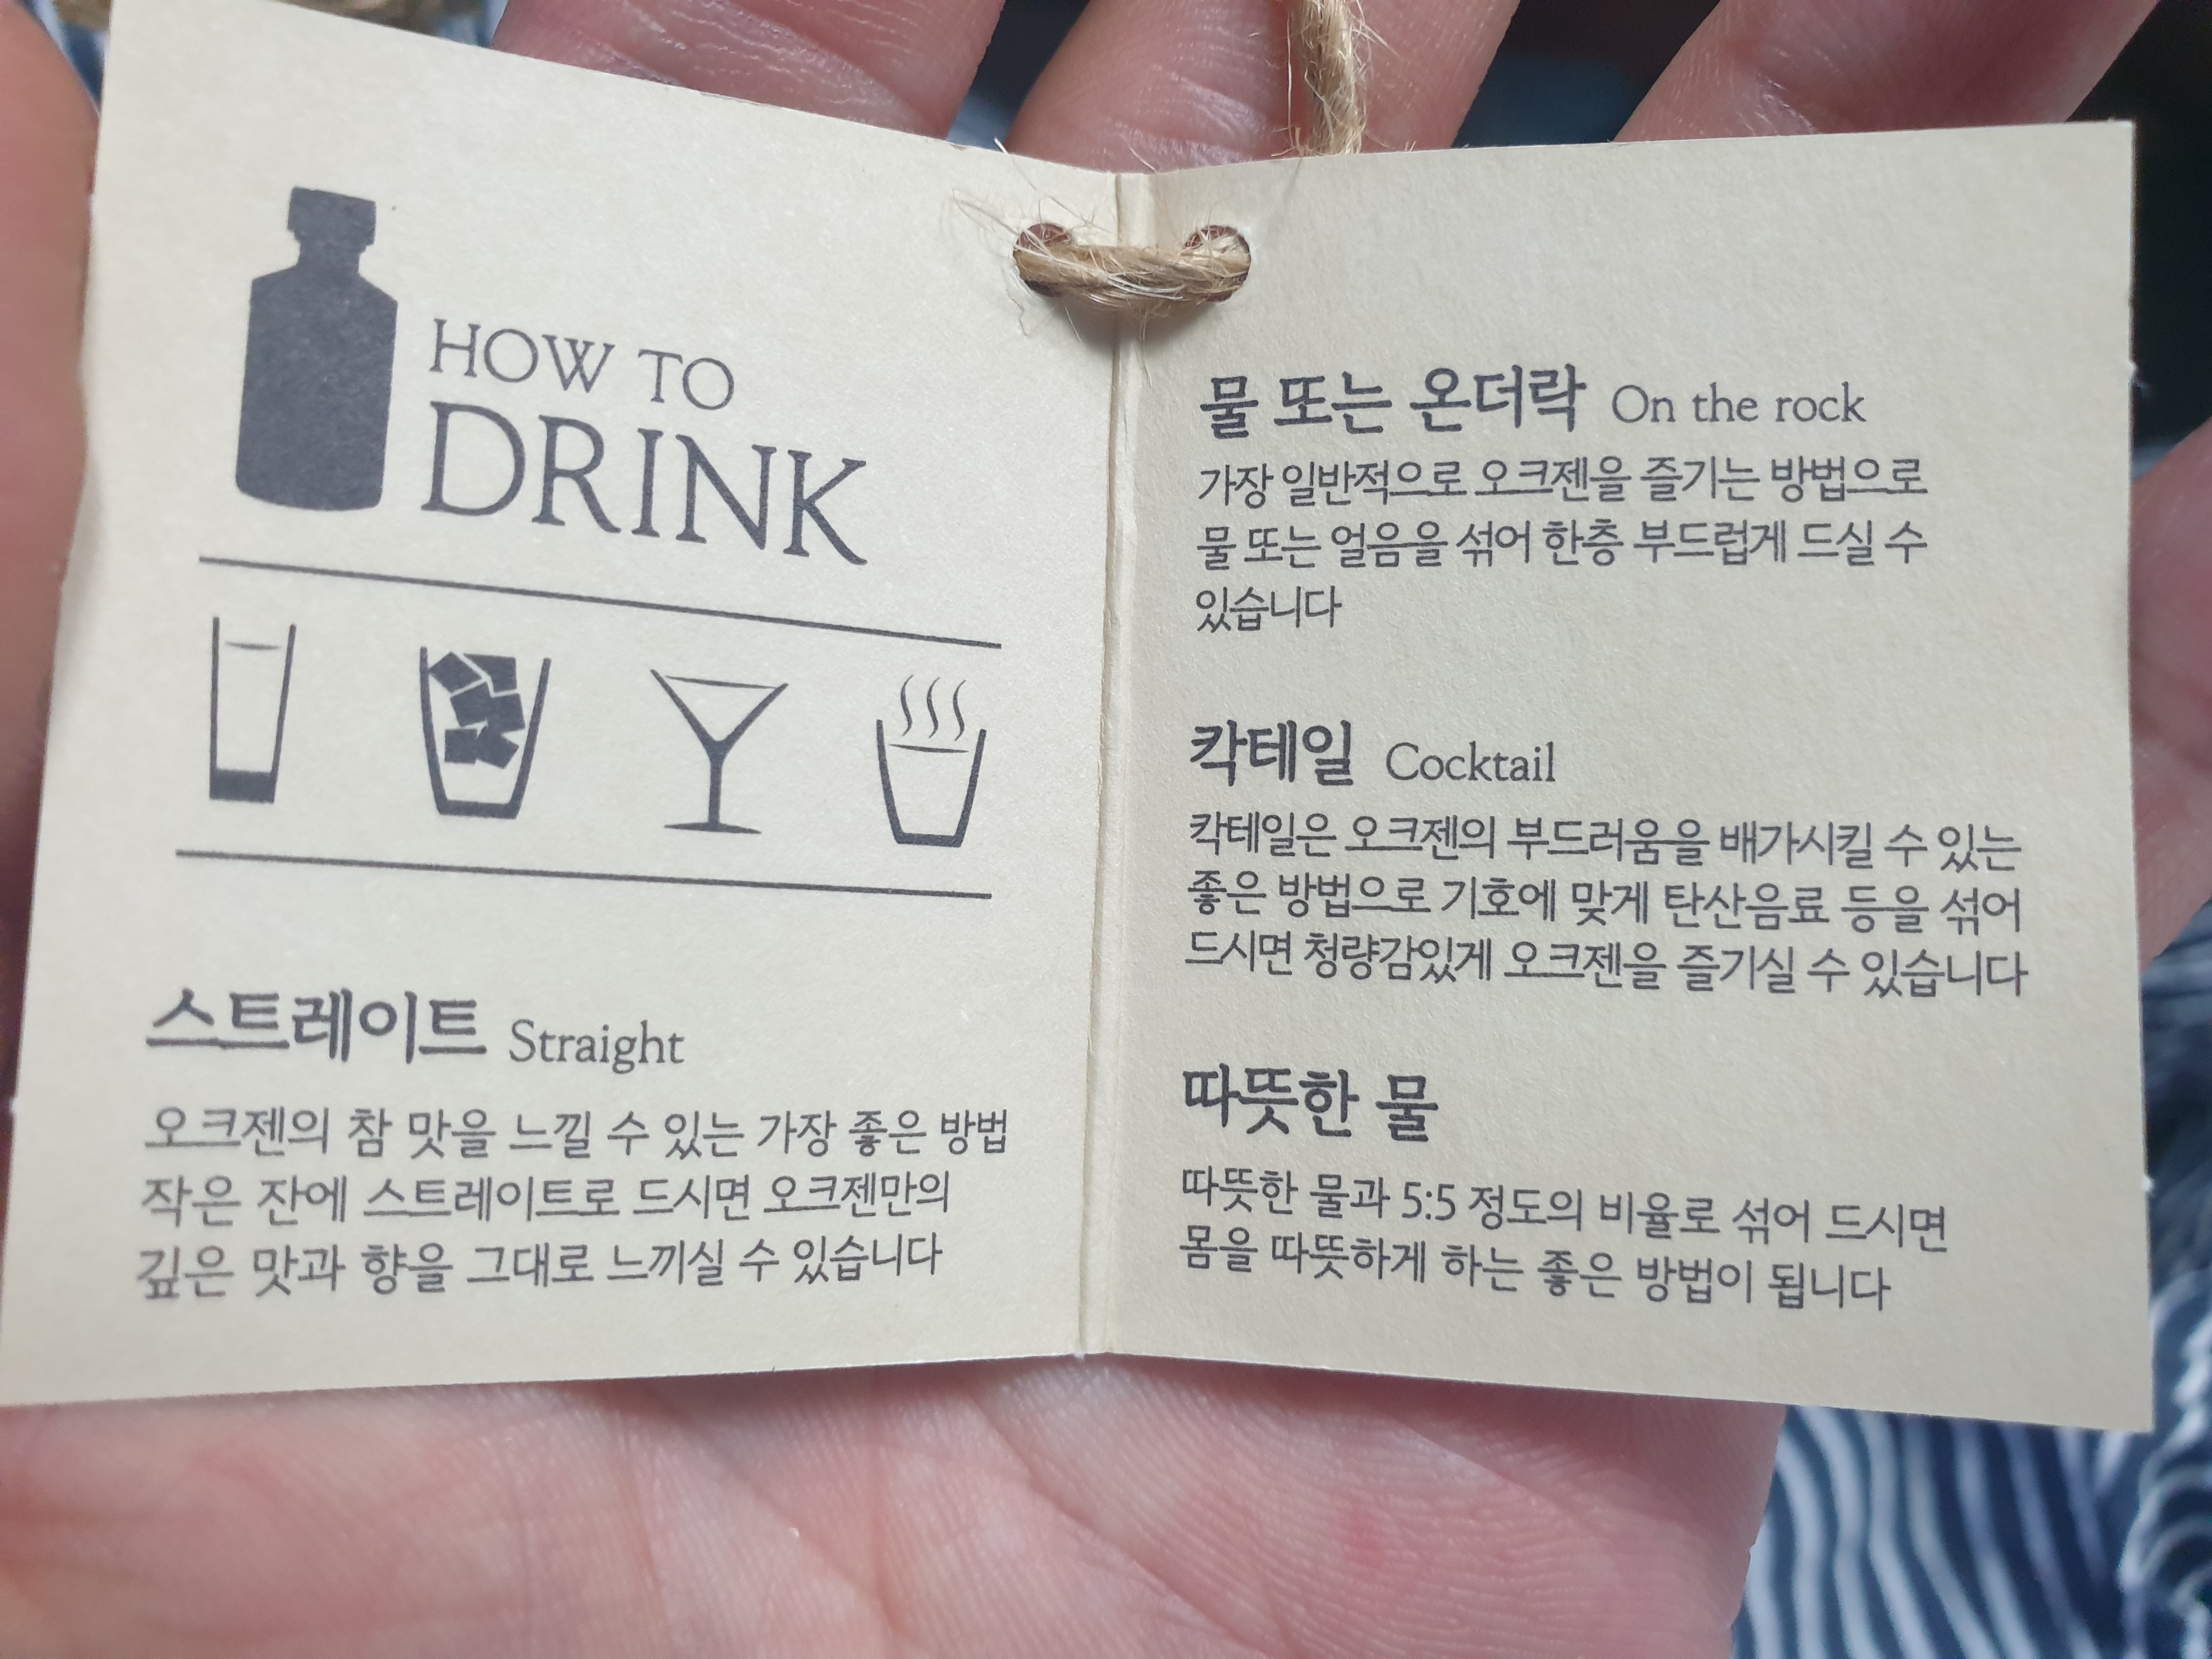 HOW TO
DRINK
스트레이트 Straight
오크젠의 참 맛을 느낄 수 있는 가장 좋은 방법
작은 잔에 스트레이트로 드시면 오크젠만의
깊은 맛과 향을 그대로 느끼실 수 있습니다
물 또는 온더락 On the rock
가장 일반적으로 오크젠을 즐기는 방법으로
물 또는 얼음을 섞어 한층 부드럽게 드실 수
있습니다
칵테일 Cocktail
칵테일은 오크젠의 부드러움을 배가시킬 수 있는
좋은 방법으로 기호에 맞게 탄산음료 등을 섞어
드시면 청량감있게 오크젠을 즐기실 수 있습니다
따뜻한 물
따뜻한 물과 5:5 정도의 비율로 섞어 드시면
몸을 따뜻하게 하는 좋은 방법이 됩니다